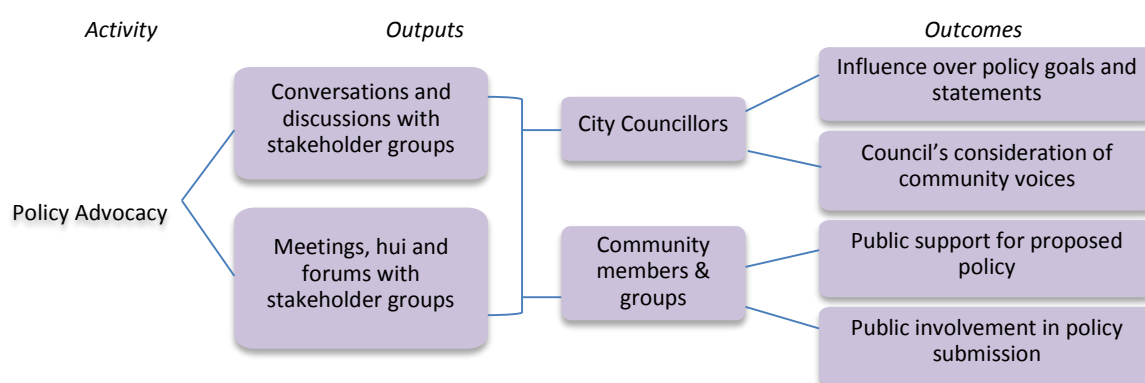 Activity
Outputs
Outcomes
Policy Advocacy
Conversations and
discussions with
stakeholder groups
Meetings, hui and
forums with
stakeholder groups
City Councillors
Community
members &
groups
Influence over policy goals and
statements
Council’s consideration of
community voices
Public support for proposed
policy
Public involvement in policy
submission